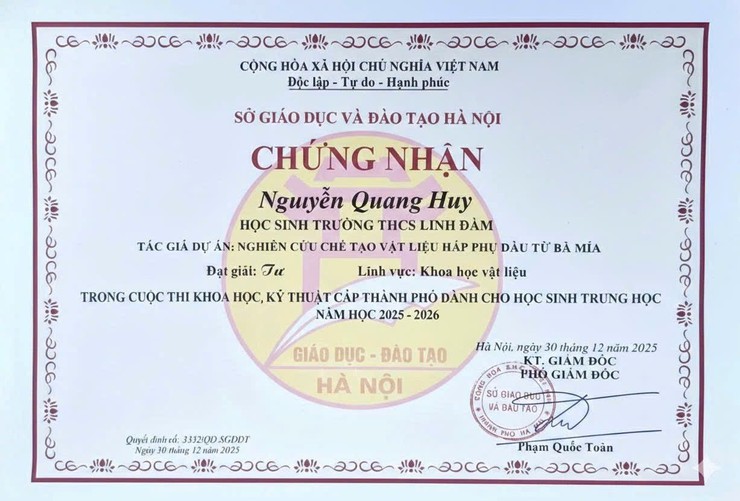 CỘNG HÒA XÃ HỘI CHỦ NGHĨA VIỆT NAM
Độc lập - Tự do - Hạnh phúc
SỞ GIÁO DỤC VÀ ĐÀO TẠO HÀ NỘI
CHỨNG NHẬN
Nguyễn Quang Huy
HỌC SINH TRƯỜNG THCS LINH ĐÀM
TÁC GIẢ DỰ ÁN: NGHIÊN CỨU CHẾ TẠO VẬT LIỆU HẤP PHỤ DẦU TỪ BÃ MÍA
Đạt giải: Tư Lĩnh vực: Khoa học vật liệu
TRONG CUỘC THI KHOA HỌC, KỸ THUẬT CẤP THÀNH PHỐ DÀNH CHO HỌC SINH TRUNG HỌC
NĂM HỌC 2025 - 2026
GIÁO DỤC - ĐÀO TẠO
HÀ NỘI
Hà Nội, ngày 30 tháng 12 năm 2025
KT. GIÁM ĐỐC
PHÓ GIÁM ĐỐC
SỞ GIÁO DỤC
VÀ ĐÀO TẠO
Phạm Quốc Toàn
Quyết định số: 3332/QD.SGDDT
Ngày 30 tháng 12 năm 2025